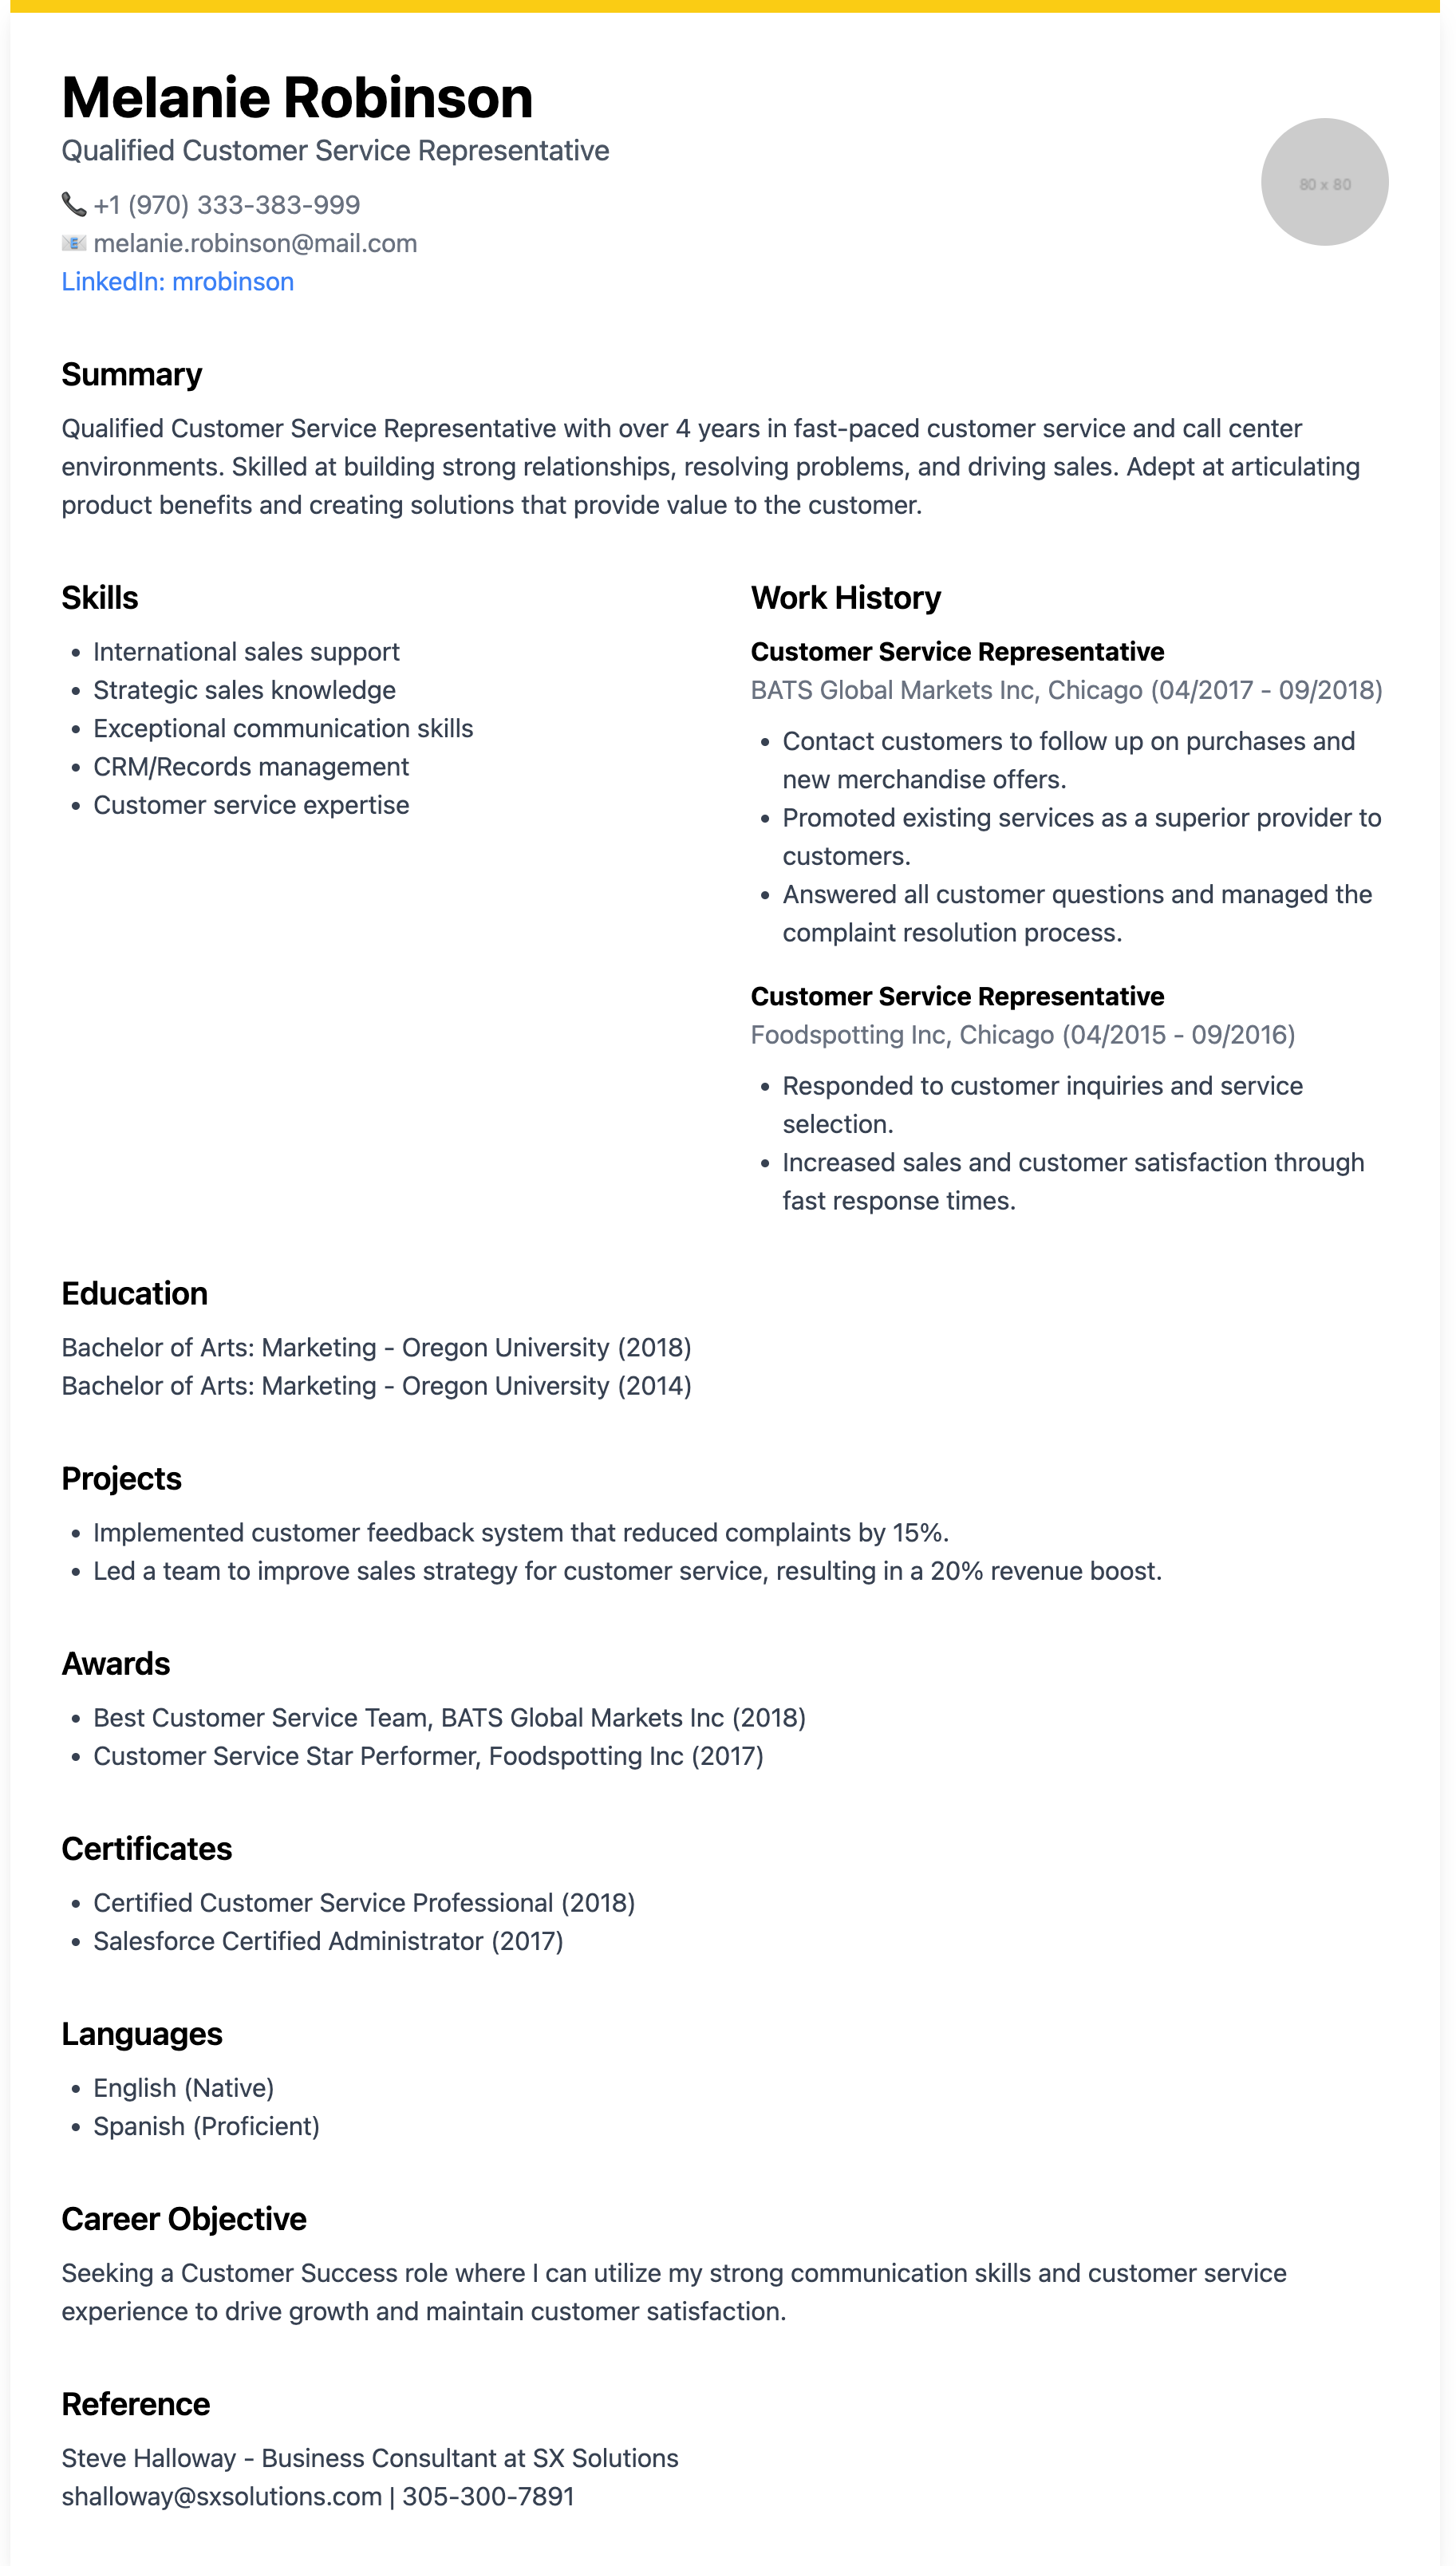 Melanie Robinson
Qualified Customer Service Representative
+1 (970) 333-383-999
melanie.robinson@mail.com
LinkedIn: mrobinson
80 x 80
Summary
Qualified Customer Service Representative with over 4 years in fast-paced customer service and call center
environments. Skilled at building strong relationships, resolving problems, and driving sales. Adept at articulating
product benefits and creating solutions that provide value to the customer.
Skills
• International sales support
• Strategic sales knowledge
• Exceptional communication skills
• CRM/Records management
• Customer service expertise
Work History
Customer Service Representative
BATS Global Markets Inc, Chicago (04/2017 - 09/2018)
• Contact customers to follow up on purchases and
new merchandise offers.
• Promoted existing services as a superior provider to
customers.
• Answered all customer questions and managed the
complaint resolution process.
Customer Service Representative
Foodspotting Inc, Chicago (04/2015 - 09/2016)
• Responded to customer inquiries and service
selection.
• Increased sales and customer satisfaction through
fast response times.
Education
Bachelor of Arts: Marketing - Oregon University (2018)
Bachelor of Arts: Marketing - Oregon University (2014)
Projects
• Implemented customer feedback system that reduced complaints by 15%.
• Led a team to improve sales strategy for customer service, resulting in a 20% revenue boost.
Awards
• Best Customer Service Team, BATS Global Markets Inc (2018)
• Customer Service Star Performer, Foodspotting Inc (2017)
Certificates
• Certified Customer Service Professional (2018)
• Salesforce Certified Administrator (2017)
Languages
• English (Native)
• Spanish (Proficient)
Career Objective
Seeking a Customer Success role where I can utilize my strong communication skills and customer service
experience to drive growth and maintain customer satisfaction.
Reference
Steve Halloway - Business Consultant at SX Solutions
shalloway@sxsolutions.com | 305-300-7891